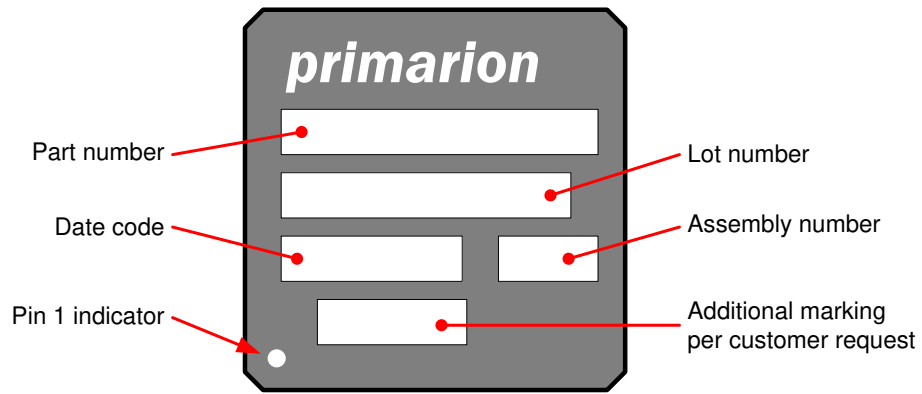 primarion
Part number
Lot number
Date code
Assembly number
Pin 1 indicator
Additional marking
per customer request